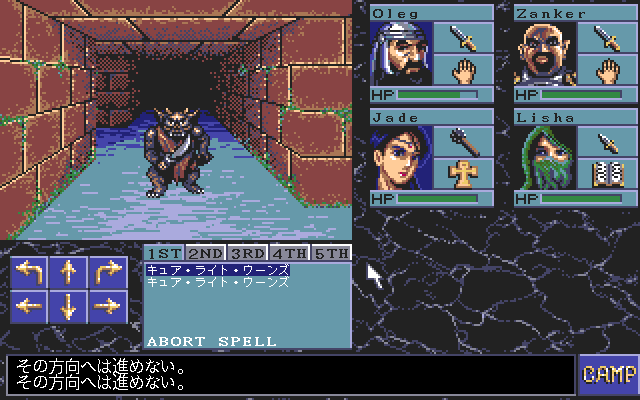 Oleg
Zanker
HP
HP
Jade
Lisha
HP
HP
1ST 2ND 3RD 4TH 5TH
キュア・ライト・ウーンズ
キュア・ライト・ウーンズ
ABORT SPELL
その方向へは進めない。
その方向へは進めない。
CAMP